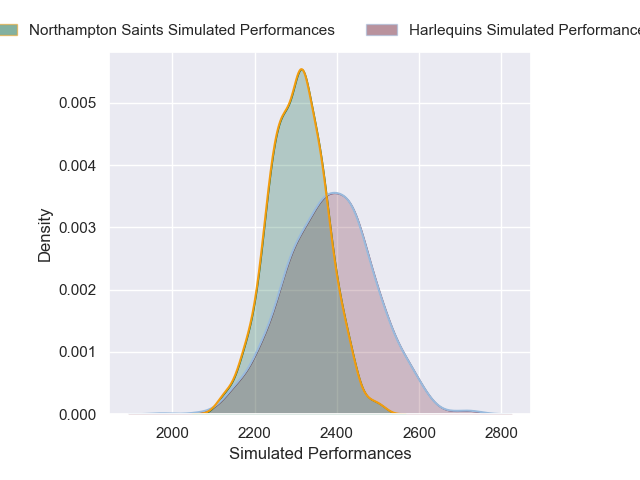 Northampton Saints Simulated Performances
Harlequins Simulated Performance
0.005
0.004
0.003
0.002
0.001
0.000
Density
2000 2200 2400 2600 2800
Simulated Performances